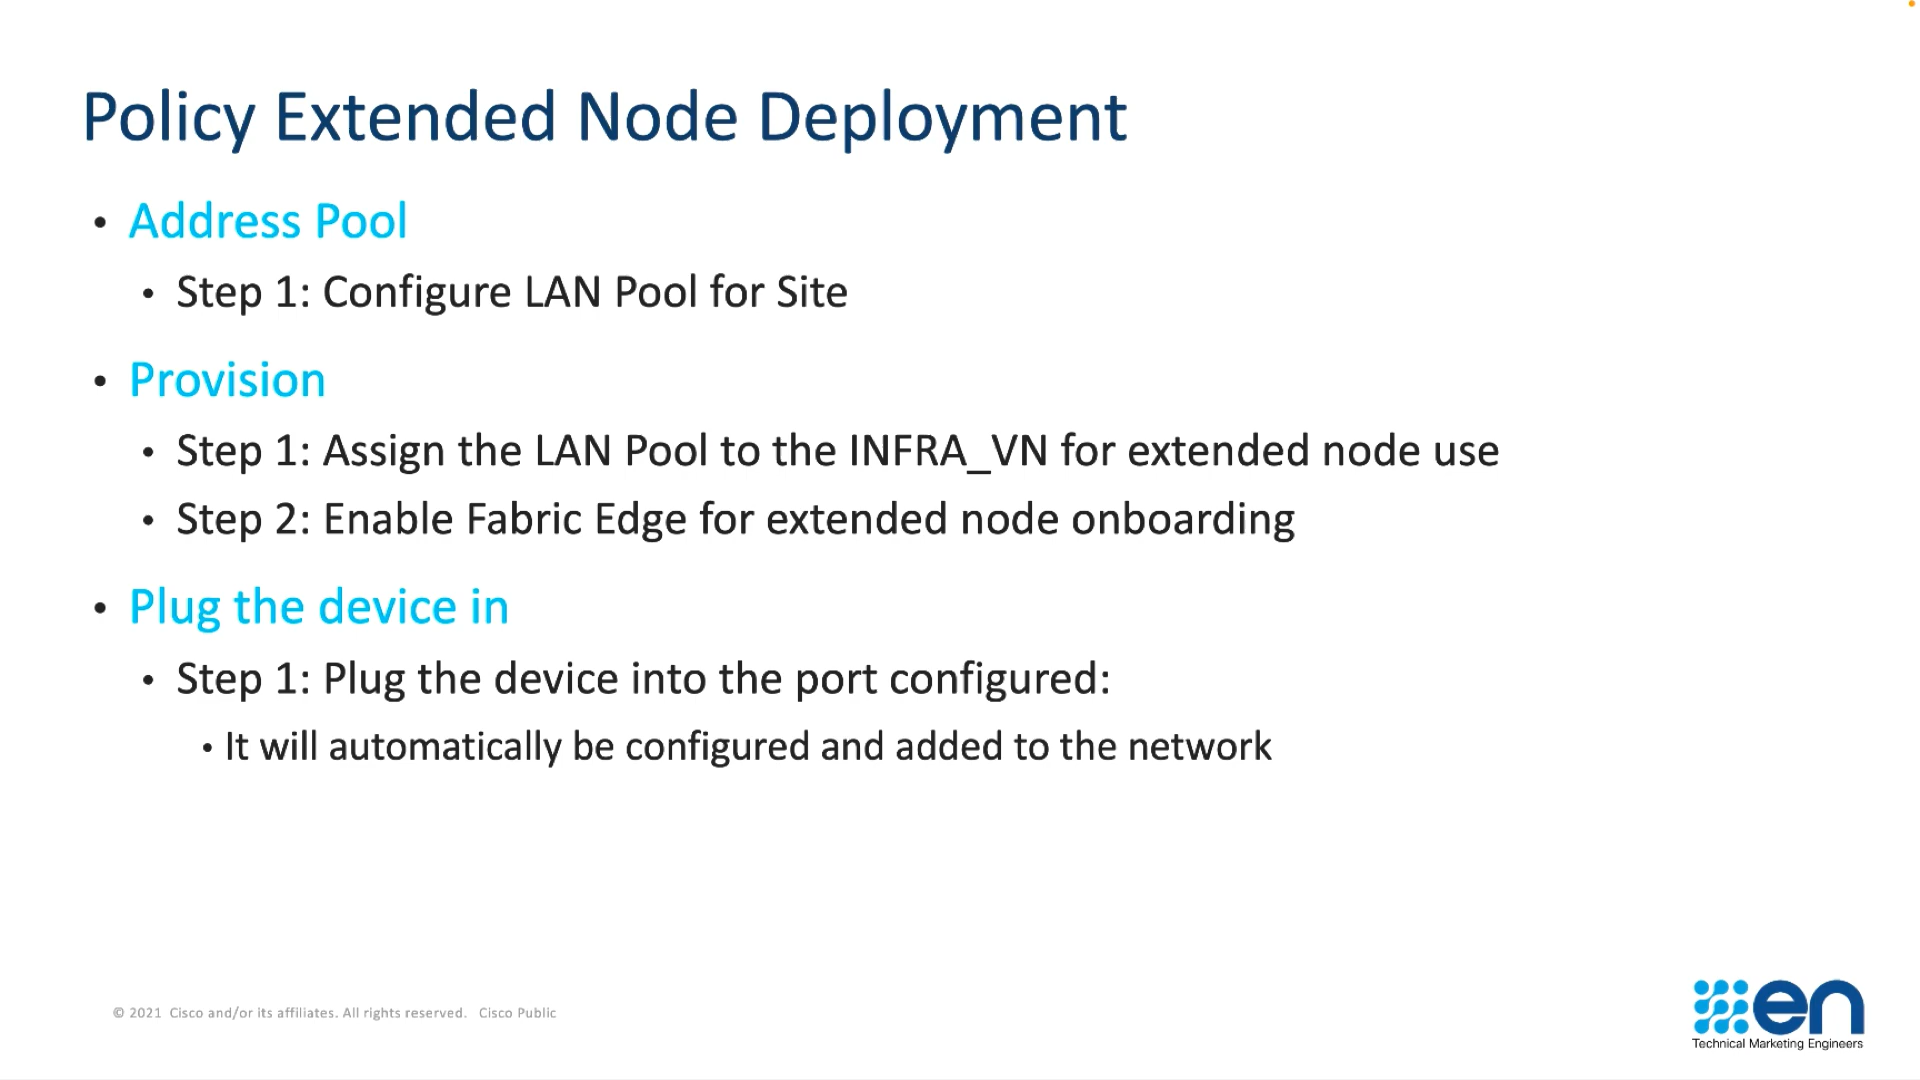 Policy Extended Node Deployment
• Address Pool
• Step 1: Configure LAN Pool for Site
• Provision
• Step 1: Assign the LAN Pool to the INFRA_VN for extended node use
• Step 2: Enable Fabric Edge for extended node onboarding
• Plug the device in
• Step 1: Plug the device into the port configured:
• It will automatically be configured and added to the network
© 2021 Cisco and/or its affiliates. All rights reserved. Cisco Public
en
Technical Marketing Engineers